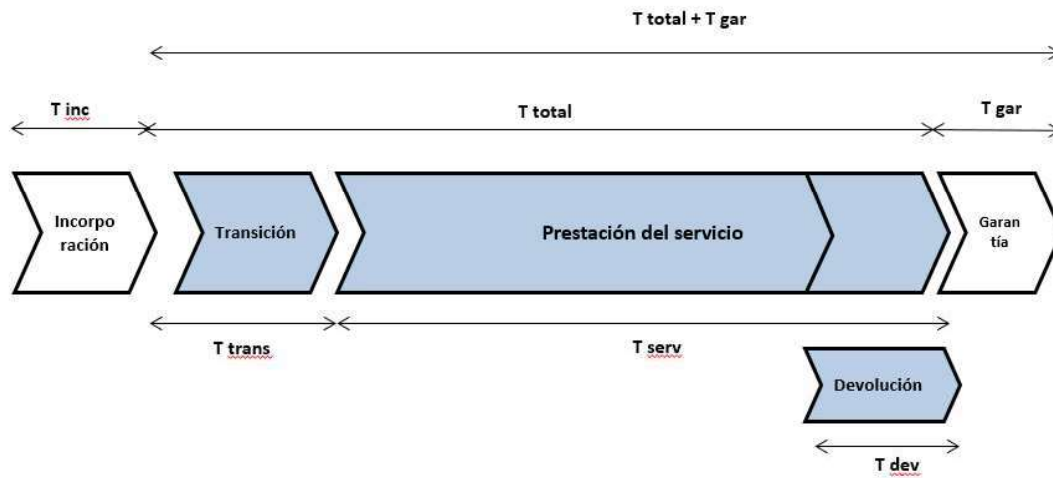 T total + T gar
T inc
T total
T gar
Incorpo
ración
Transición
Prestación del servicio
Garan
tía
T trans
T serv
Devolución
T dev